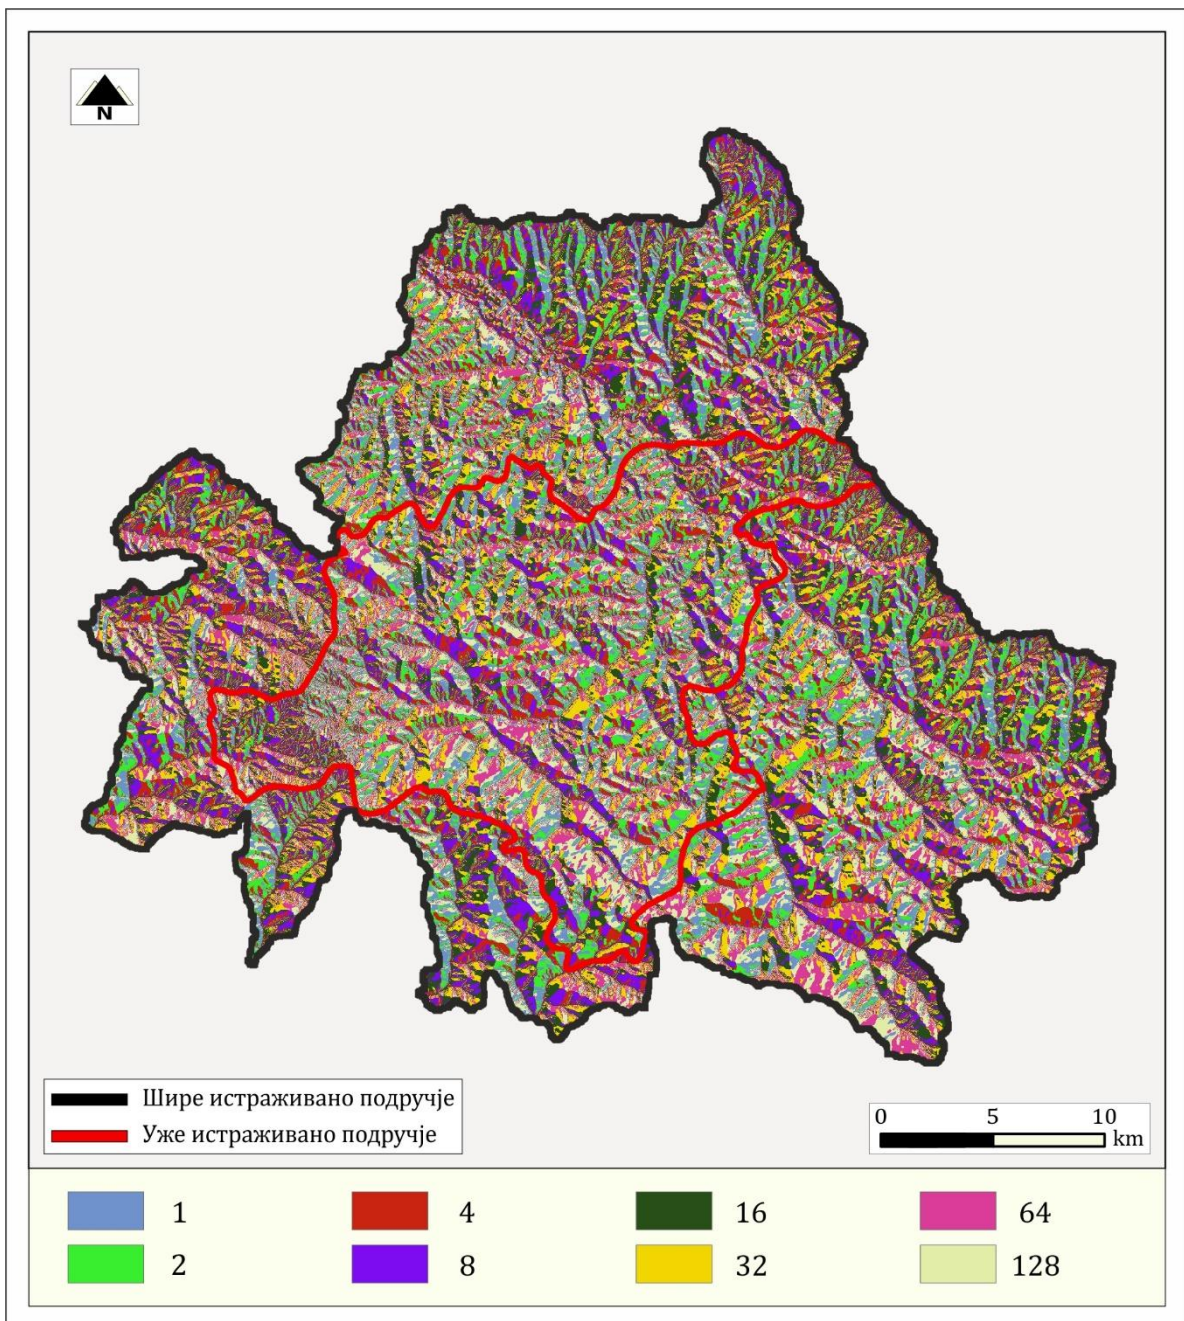 N
Шире истраживано подручје
Уже истраживано подручје
0 5 10
km
1 4 16 64
2 8 32 128